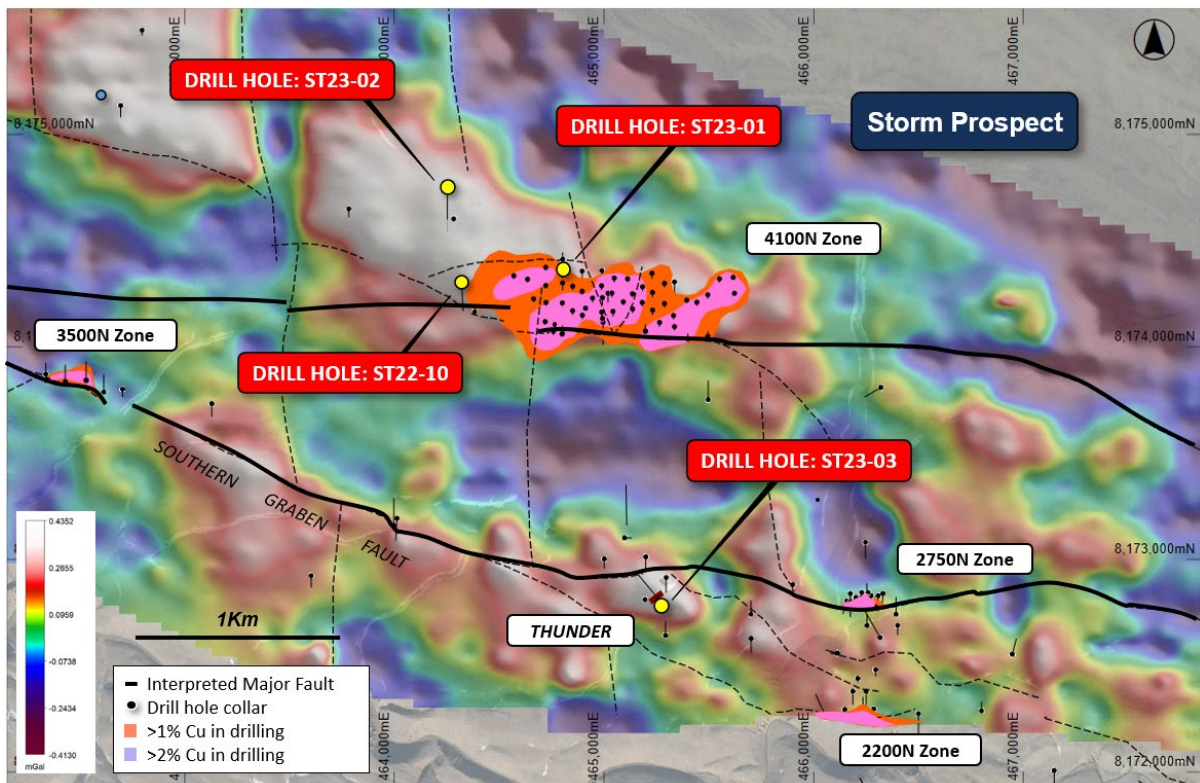 465,000mE
466,000mE
467,000mE
DRILL HOLE: ST23-02
DRILL HOLE: ST23-01
Storm Prospect
8,175,000mN
8,175,000mN
4100N Zone
3500N Zone
8,174,000mN
DRILL HOLE: ST22-10
DRILL HOLE: ST23-03
SOUTHERN GRABEN FAULT
2750N Zone
8,173,000mN
THUNDER
1Km
0.4352
0.2655
0.0959
-0.0738
-0.2434
-0.4130
mGal
Interpreted Major Fault
Drill hole collar
>1% Cu in drilling
>2% Cu in drilling
464,000mE
465,000mE
466,000mE
467,000mE
2200N Zone
8,172,000mN